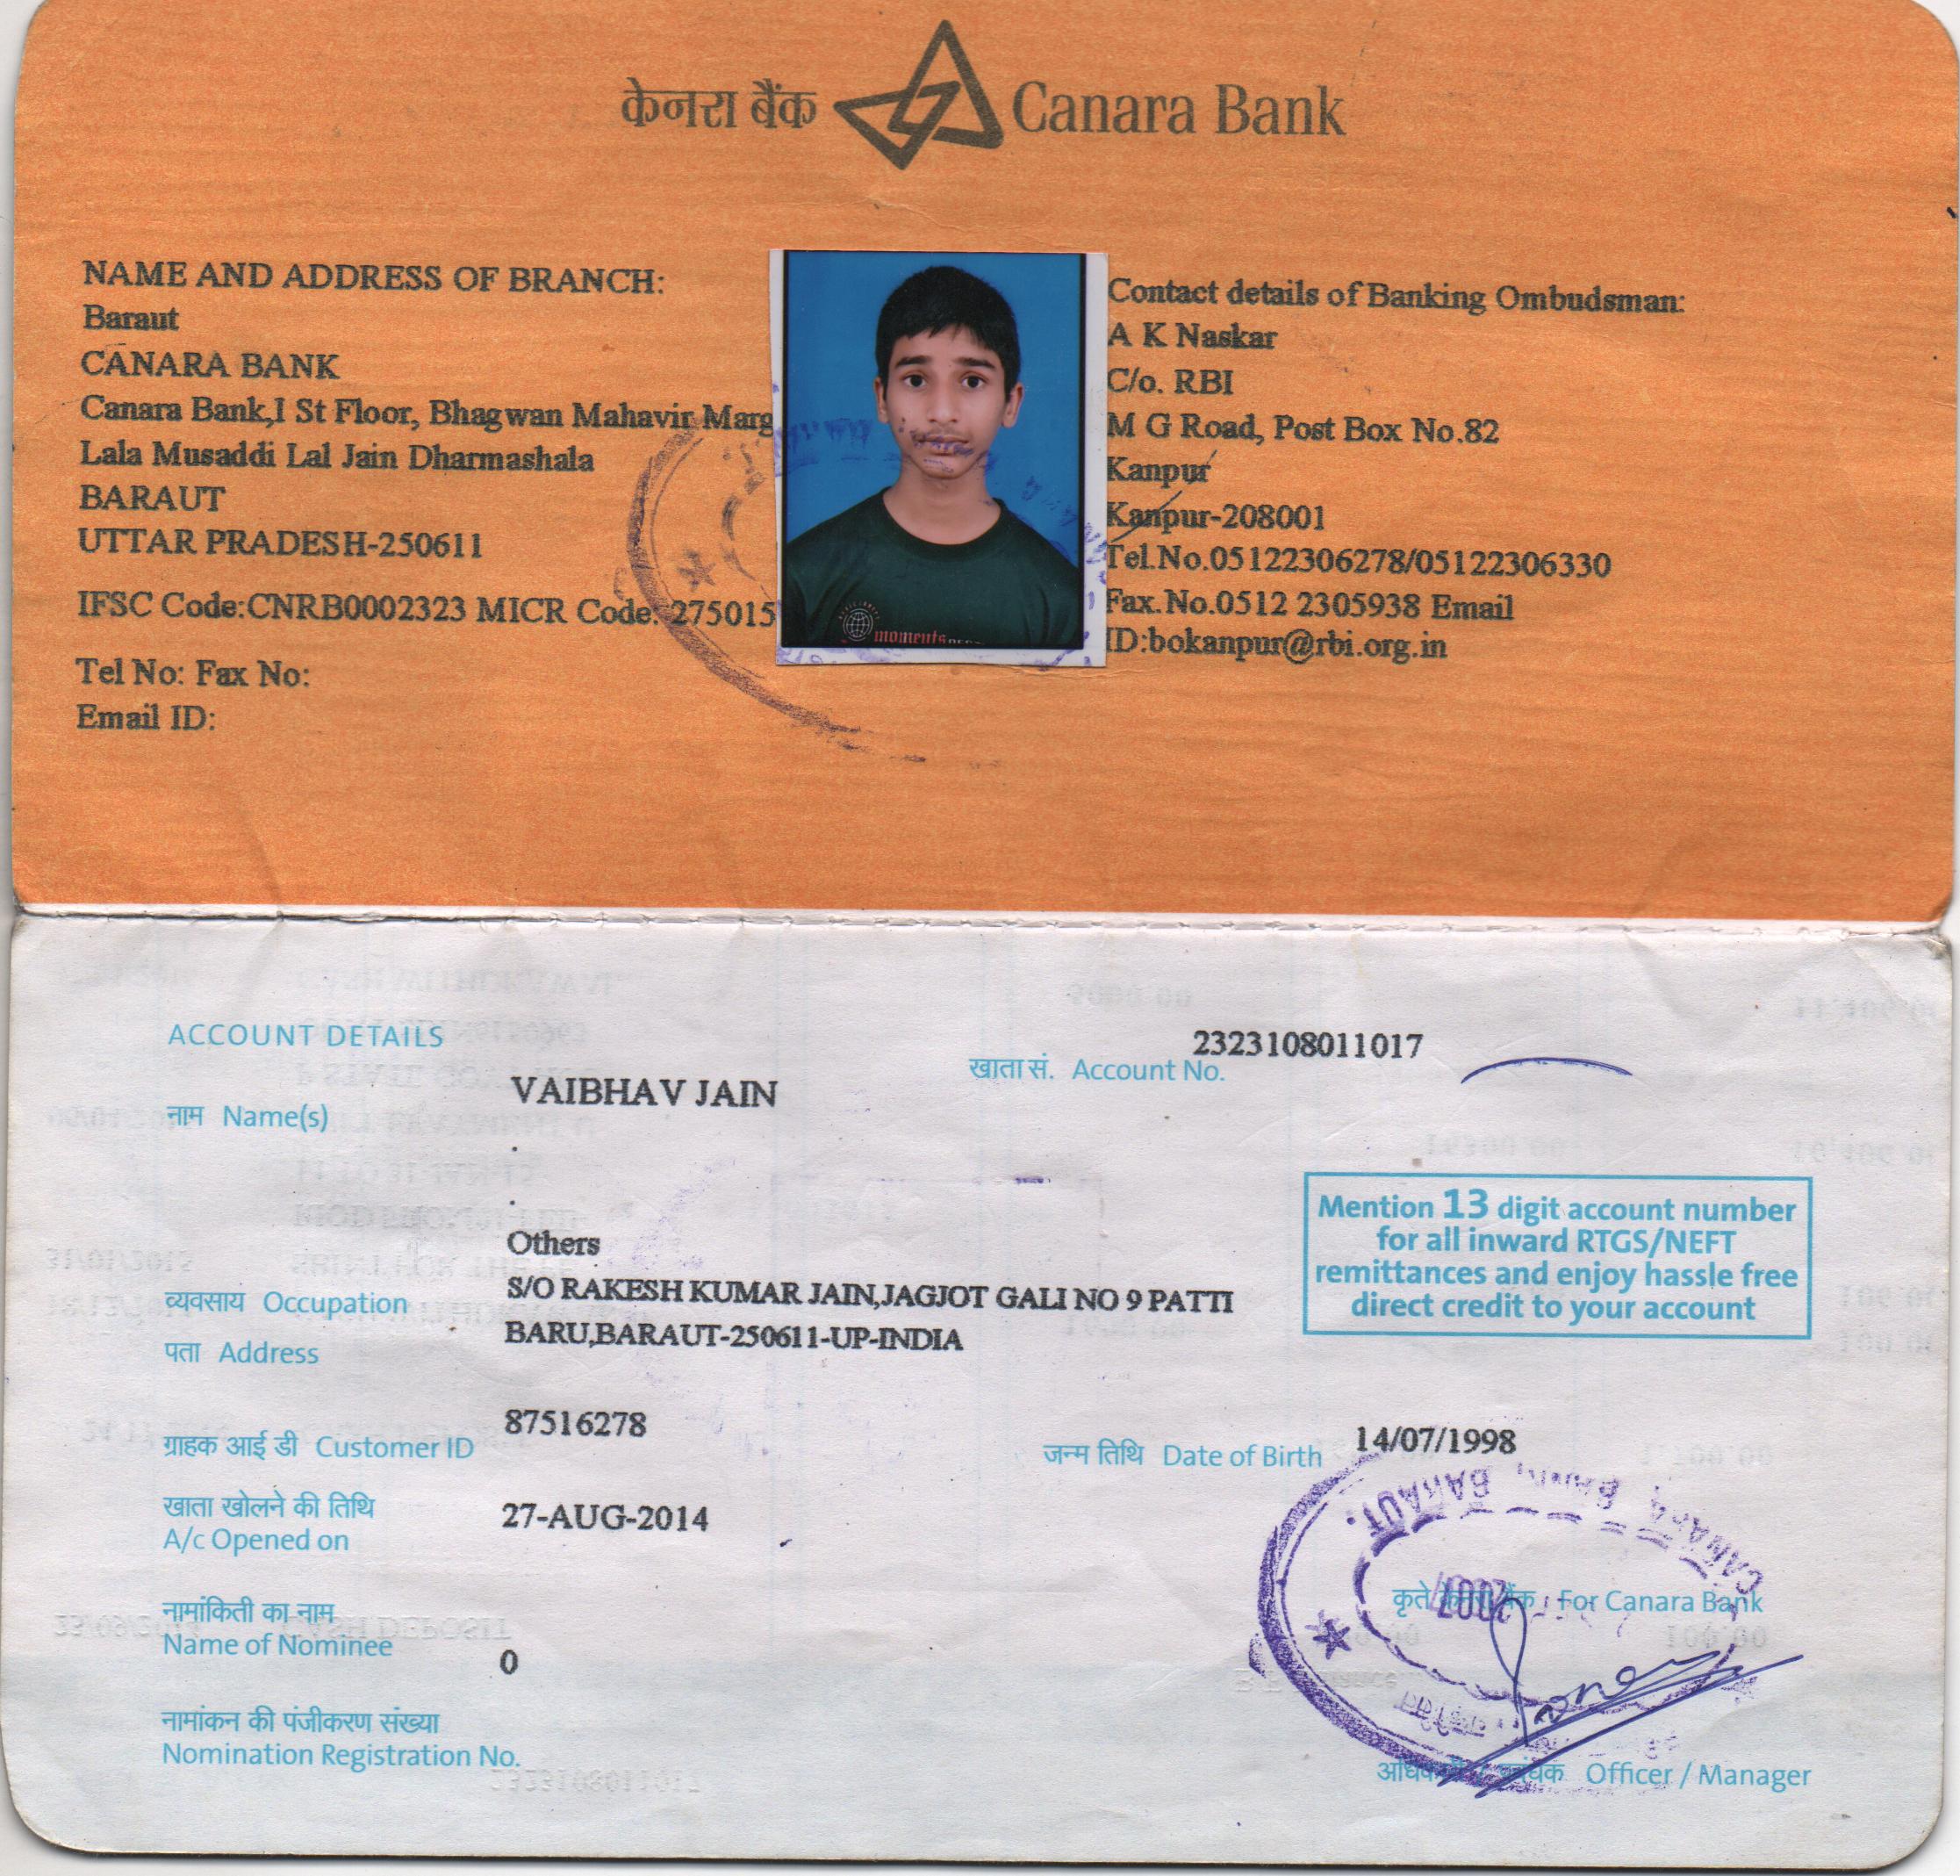 केनरा बैंक Canara Bank
NAME AND ADDRESS OF BRANCH:
Baraut
CANARA BANK
Canara Bank,I St Floor, Bhagwan Mahavir Marg
Lala Musaddi Lal Jain Dharmashala
BARAUT
UTTAR PRADESH-250611
IFSC Code:CNRB0002323 MICR Code: 275015
Tel No: Fax No:
Email ID:
moments
Contact details of Banking Ombudsman:
A K Naskar
C/o. RBI
M G Road, Post Box No.82
Kanpur
Kanpur-208001
Tel.No.05122306278/05122306330
Fax.No.0512 2305938 Email
ID:bokanpur@rbi.org.in
ACCOUNT DETAILS
खाता सं. Account No. 2323108011017
नाम Name(s) VAIBHAV JAIN
.
.
Mention 13 digit account number
for all inward RTGS/NEFT
remittances and enjoy hassle free
direct credit to your account
व्यवसाय Occupation Others
पता Address S/O RAKESH KUMAR JAIN,JAGJOT GALI NO 9 PATTI
BARU,BARAUT-250611-UP-INDIA
ग्राहक आई डी Customer ID 87516278
जन्म तिथि Date of Birth 14/07/1998
खाता खोलने की तिथि
A/c Opened on 27-AUG-2014
CANARA BANK, BARAUT.
कृते केनरा बैंक For Canara Bank
नामांकिती का नाम
Name of Nominee 0
नामांकन की पंजीकरण संख्या
Nomination Registration No.
Officer / Manager